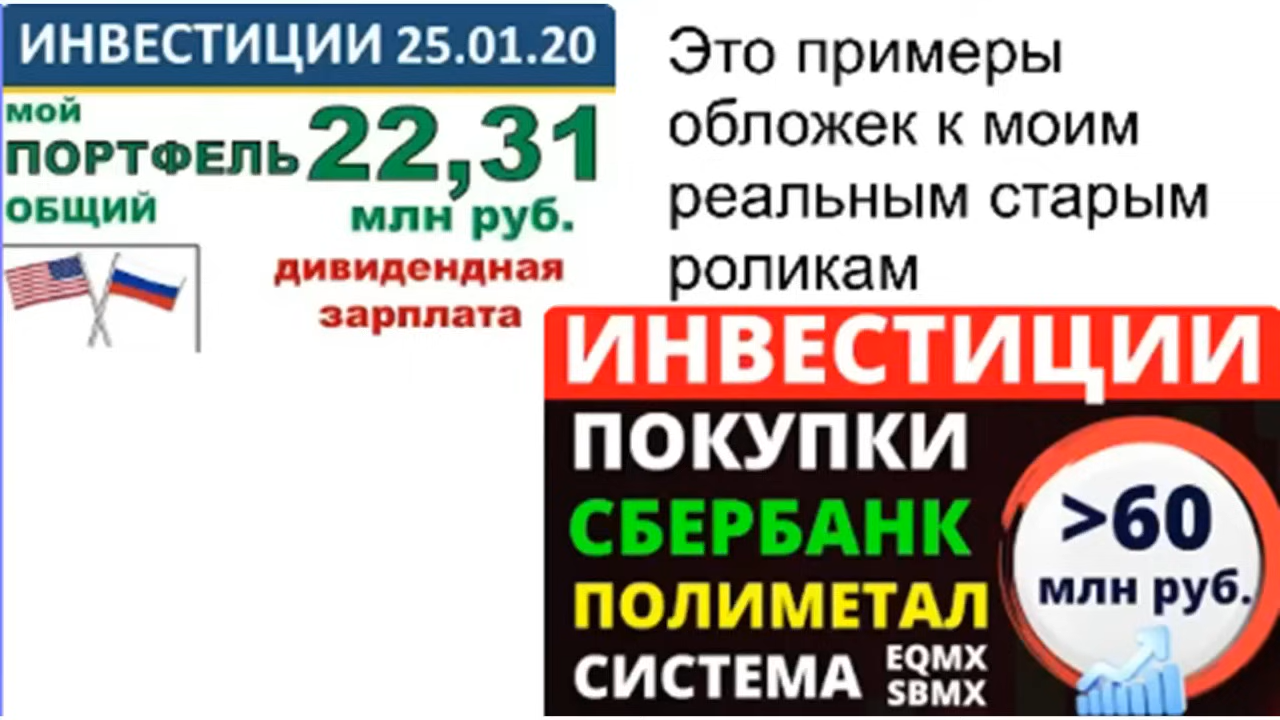 ИНВЕСТИЦИИ 25.01.20
мой
ПОРТФЕЛЬ 22,31
ОБЩИЙ
млн руб.
дивидендная
зарплата
Это примеры
обложек к моим
реальным старым
роликам
ИНВЕСТИЦИИ
ПОКУПКИ
СБЕРБАНК
ПОЛИМЕТАЛ
СИСТЕМА
EQMX
SBMX
>60
млн руб.